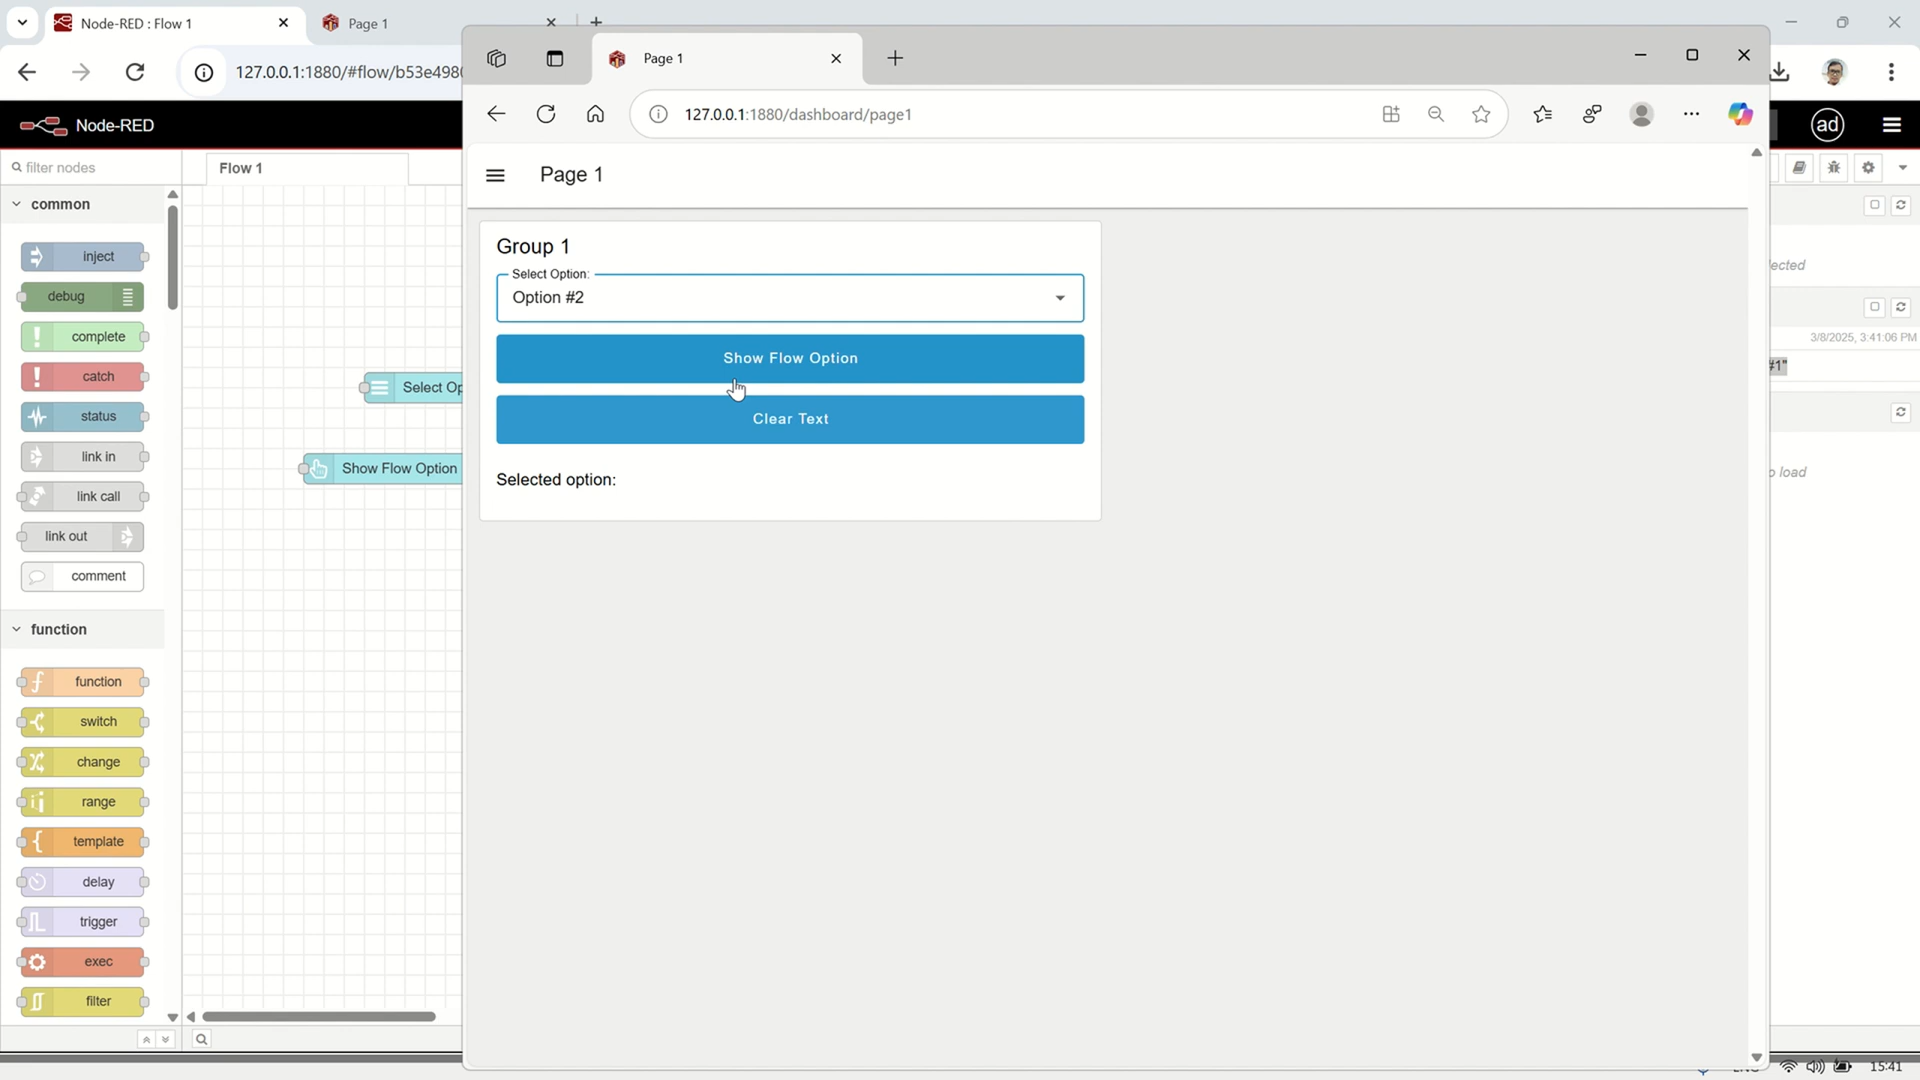 Node-RED : Flow 1
Page 1
127.0.0.1:1880/#flow/b53e498
Node-RED
filter nodes
Flow 1
common
inject
debug
complete
catch
status
link in
link call
link out
comment
function
function
switch
change
range
template
delay
trigger
exec
filter
Select Op
Show Flow Option
Page 1
127.0.0.1:1880/dashboard/page1
Page 1
Group 1
Select Option:
Option #2
Show Flow Option
Clear Text
Selected option:
ad
ected
3/8/2025, 3:41:06 PM
#1"
o load
15:41